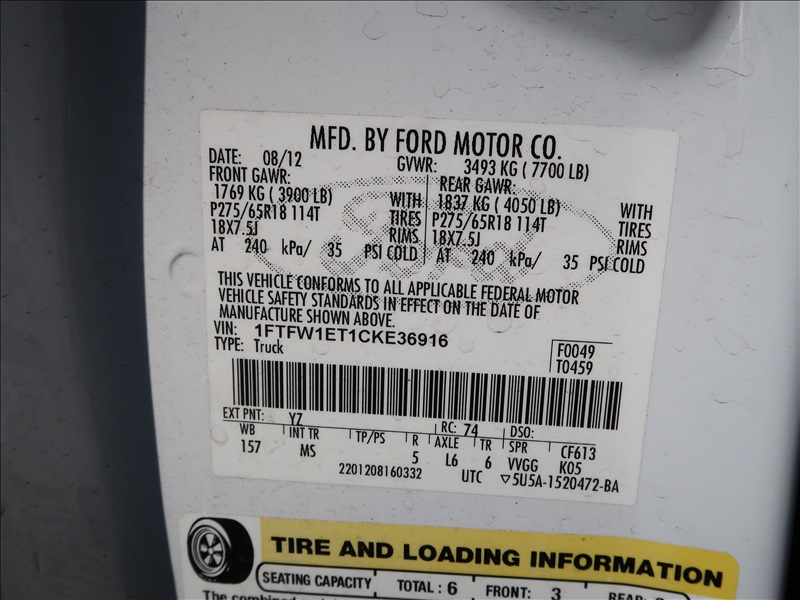 MFD. BY FORD MOTOR CO.
DATE: 08/12 GVWR: 3493 KG ( 7700 LB)
FRONT GAWR: REAR GAWR:
1769 KG ( 3900 LB) WITH 1837 KG ( 4050 LB) WITH
P275/65R18 114T TIRES P275/65R18 114T TIRES
18X7.5J RIMS 18X7.5J RIMS
AT 240 kPa/ 35 PSI COLD AT 240 kPa/ 35 PSI COLD
THIS VEHICLE CONFORMS TO ALL APPLICABLE FEDERAL MOTOR
VEHICLE SAFETY STANDARDS IN EFFECT ON THE DATE OF
MANUFACTURE SHOWN ABOVE.
VIN: 1FTFW1ET1CKE36916
TYPE: Truck
F0049
T0459
EXT PNT: YZ RC: 74 DSO:
WB INT TR TP/PS R AXLE TR SPR CF613
157 MS 5 L6 6 VVGG K05
2201208160332 UTC ▽5U5A-1520472-BA
TIRE AND LOADING INFORMATION
SEATING CAPACITY TOTAL : 6 FRONT: 3
The combined